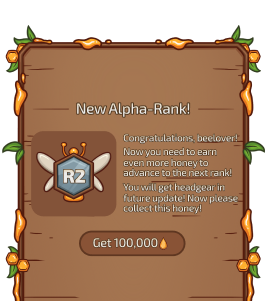 New Alpha-Rank!
Congratulations, beelover!
Now you need to earn
even more honey to
advance to the next rank!
R2
You will get headgear in
future update! Now please
collect this honey!
Get 100,000